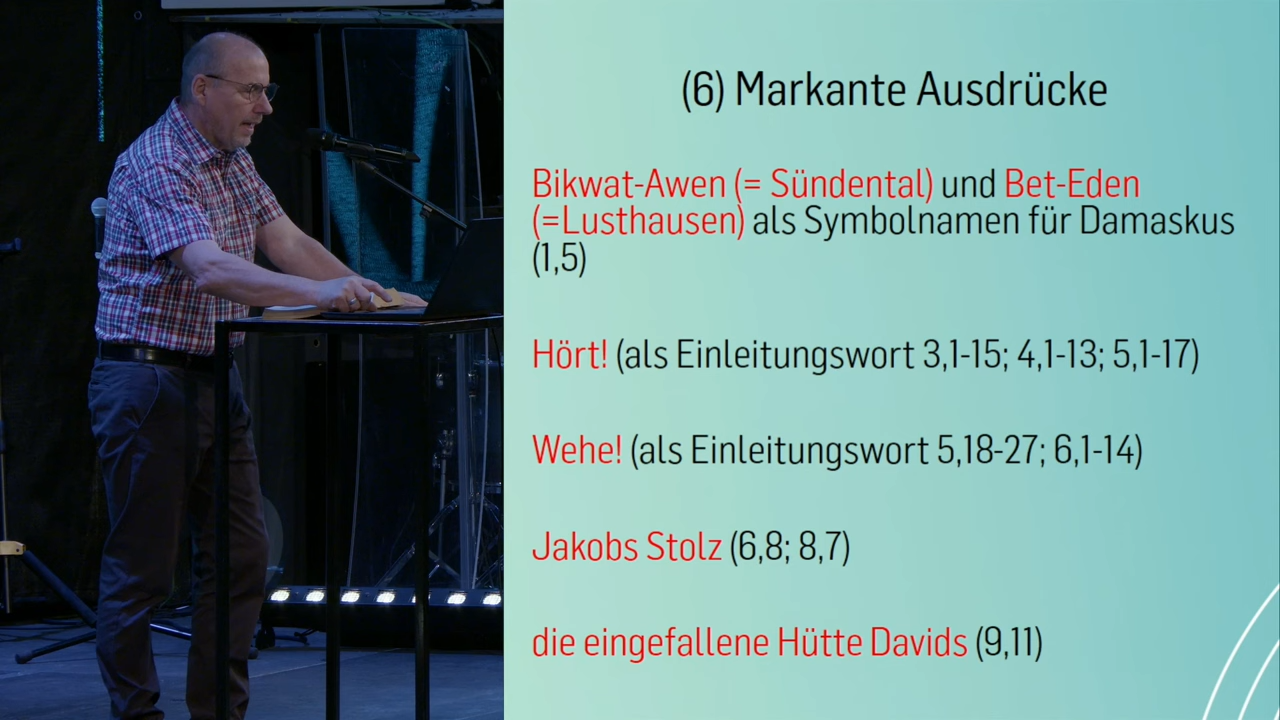 (6) Markante Ausdrücke
Bikwat-Awen (= Sündental) und Bet-Eden
(=Lusthausen) als Symbolnamen für Damaskus
(1,5)
Hört! (als Einleitungswort 3,1-15; 4,1-13; 5,1-17)
Wehe! (als Einleitungswort 5,18-27; 6,1-14)
Jakobs Stolz (6,8; 8,7)
die eingefallene Hütte Davids (9,11)